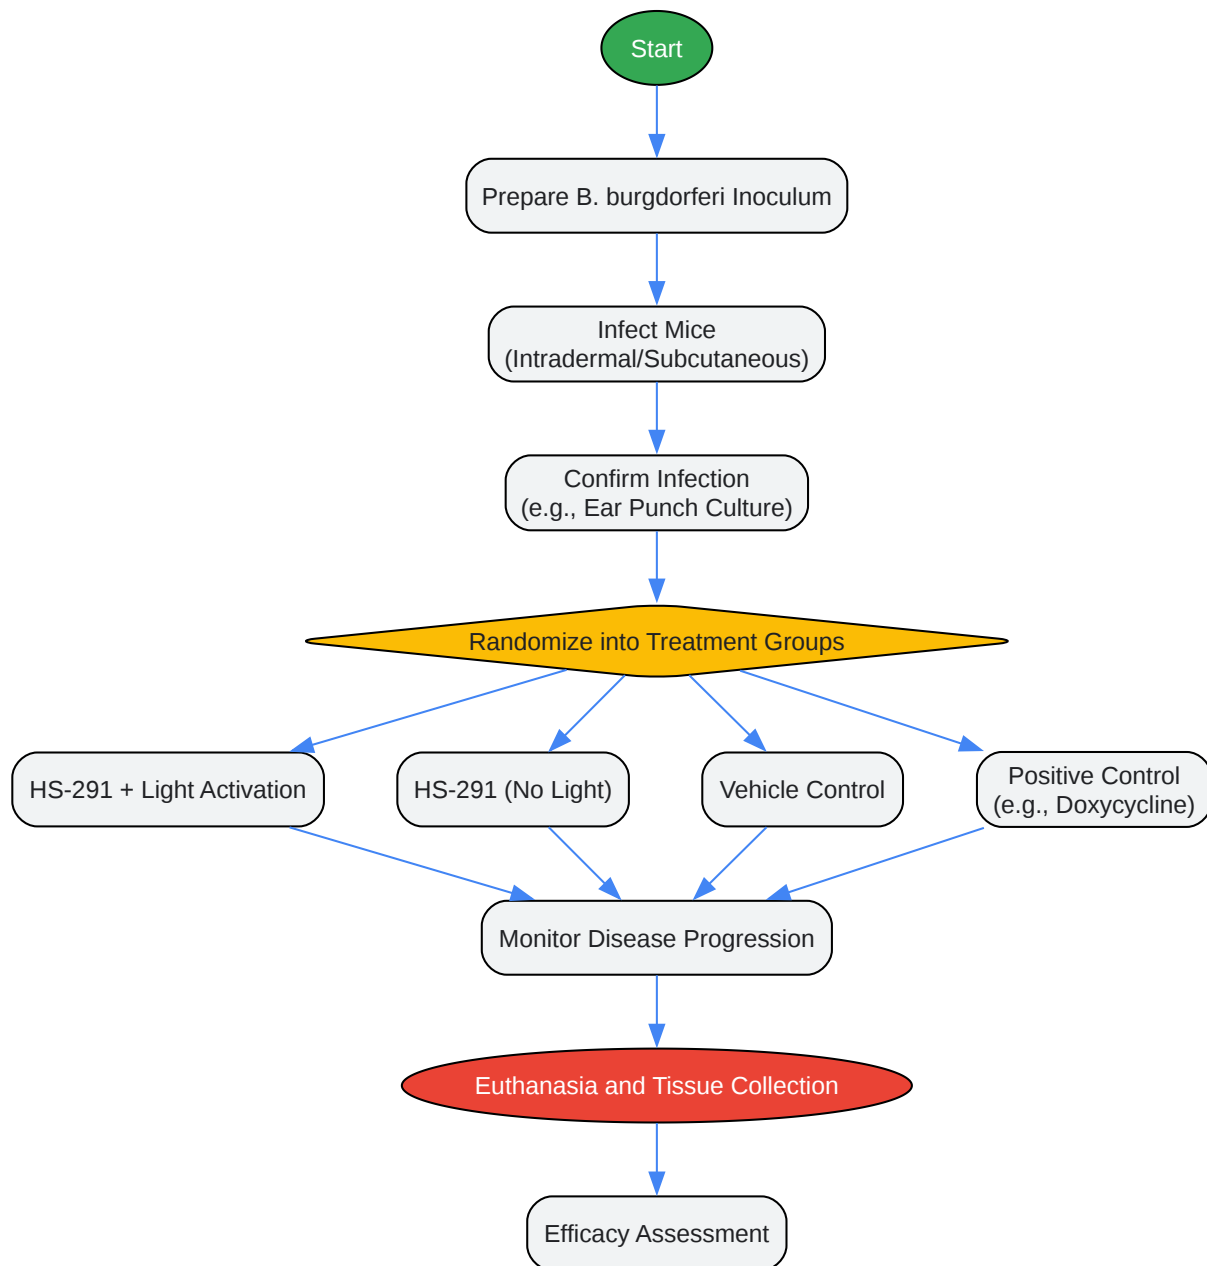 Start
Prepare B. burgdorferi Inoculum
Infect Mice
(Intradermal/Subcutaneous)
Confirm Infection
(e.g., Ear Punch Culture)
Randomize into Treatment Groups
HS-291 + Light Activation
HS-291 (No Light)
Vehicle Control
Positive Control
(e.g., Doxycycline)
Monitor Disease Progression
Euthanasia and Tissue Collection
Efficacy Assessment